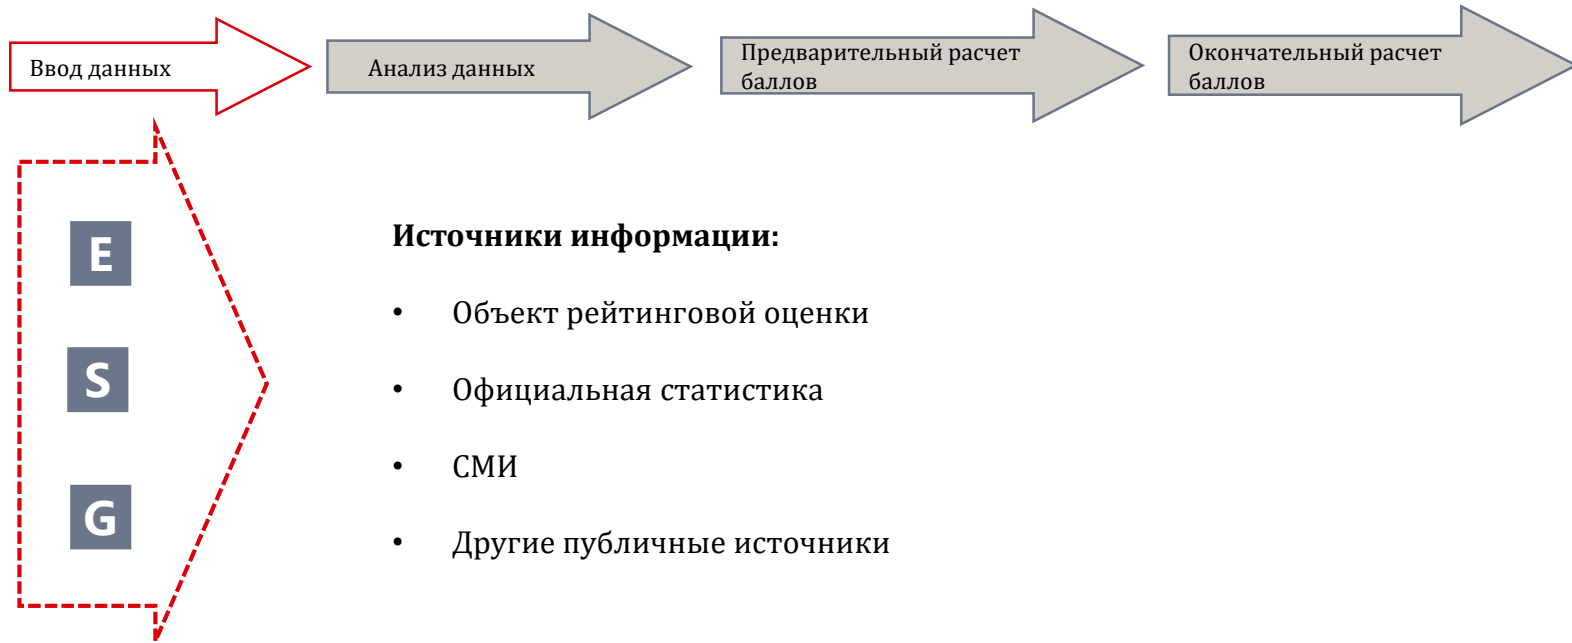 Ввод данных
Анализ данных
Предварительный расчет
баллов
Окончательный расчет
баллов
E
S
G
Источники информации:
• Объект рейтинговой оценки
• Официальная статистика
• СМИ
• Другие публичные источники